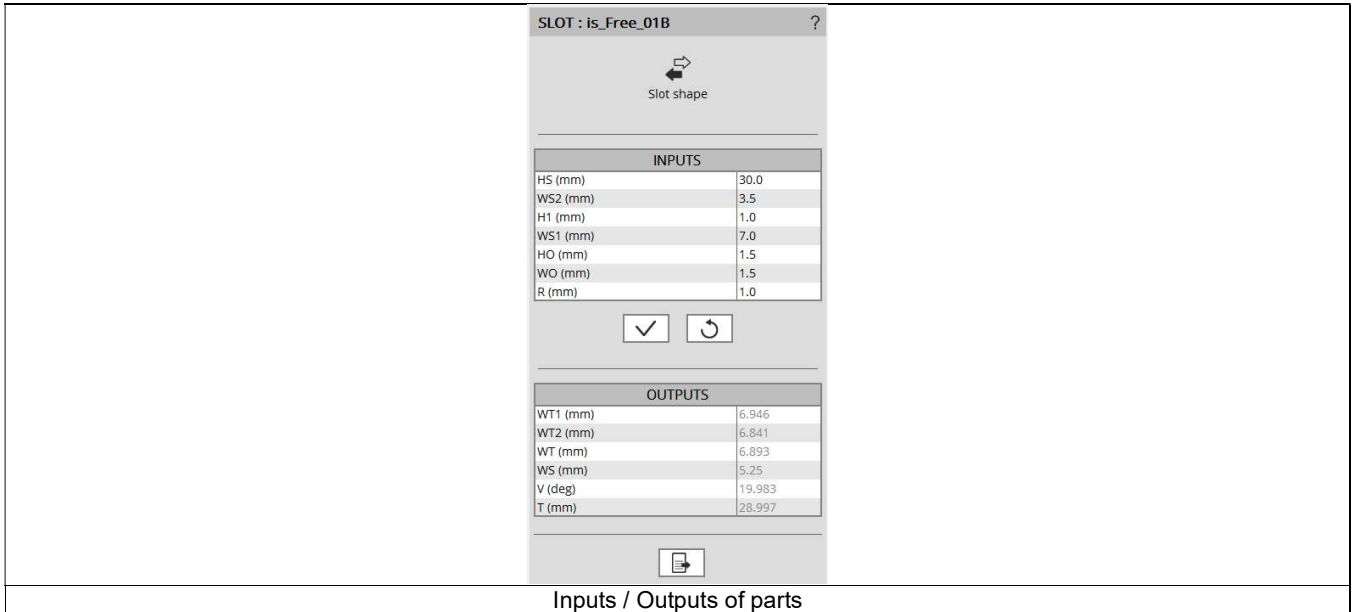 SLOT : is_Free_01B ?
Slot shape
INPUTS
HS (mm) 30.0
WS2 (mm) 3.5
H1 (mm) 1.0
WS1 (mm) 7.0
HO (mm) 1.5
WO (mm) 1.5
R (mm) 1.0
OUTPUTS
WT1 (mm) 6.946
WT2 (mm) 6.841
WT (mm) 6.893
WS (mm) 5.25
V (deg) 19.983
T (mm) 28.997
Inputs / Outputs of parts